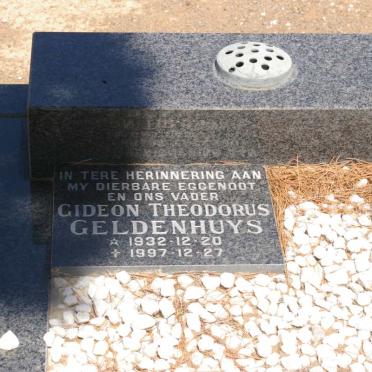 IN TERE HERINNERING AAN
MY DIERBARE EGGENOOT
EN ONS VADER
GIDEON THEODORUS
GELDENHUYS
☆ 1932-12-20
✝ 1997-12-27